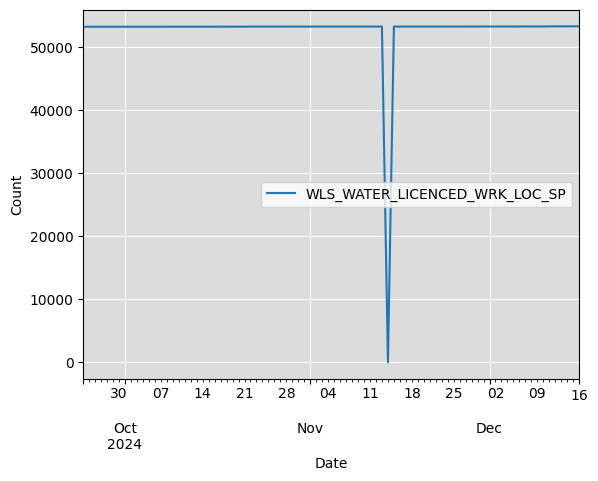 50000
40000
30000
20000
10000
0
Count
WLS_WATER_LICENCED_WRK_LOC_SP
30 07 14 21 28 04 11 18 25 02 09 16
Oct Nov Dec
2024
Date